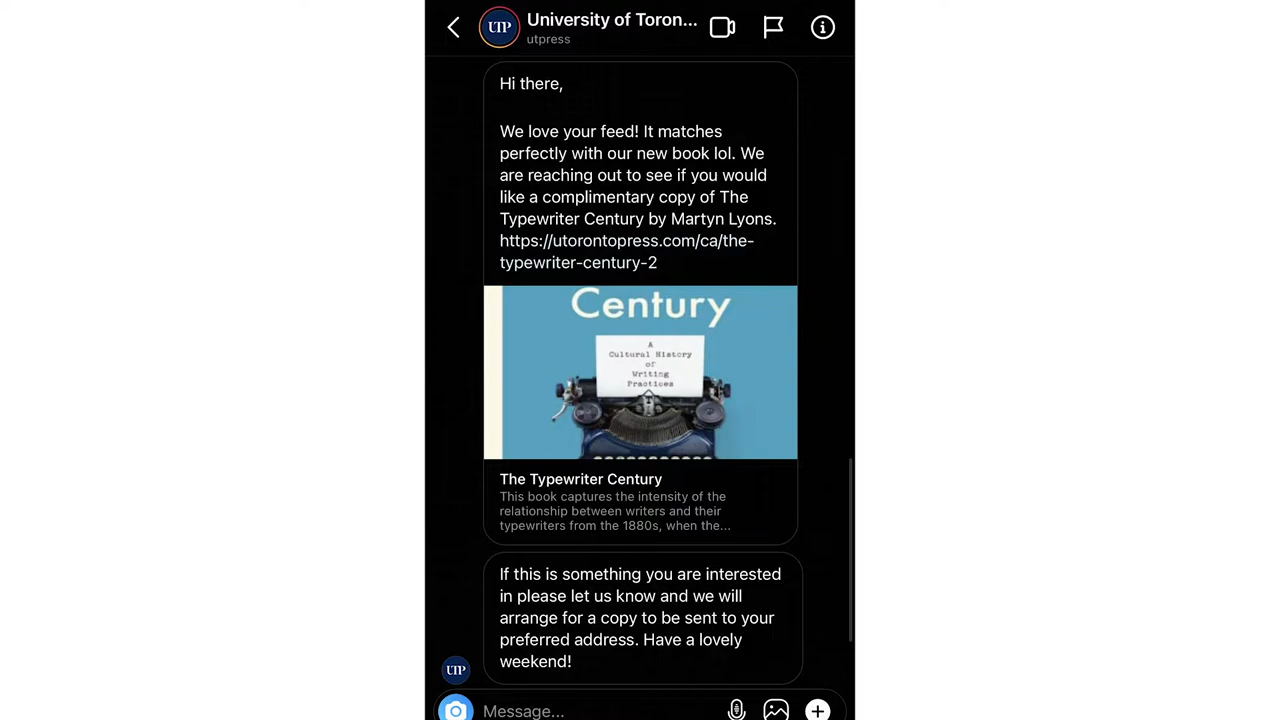 UTP
University of Toron...
utpress
Hi there,
We love your feed! It matches
perfectly with our new book lol. We
are reaching out to see if you would
like a complimentary copy of The
Typewriter Century by Martyn Lyons.
https://utorontopress.com/ca/the-
typewriter-century-2
Century
A
Cultural History
of
Writing
Practices
The Typewriter Century
This book captures the intensity of the
relationship between writers and their
typewriters from the 1880s, when the...
If this is something you are interested
in please let us know and we will
arrange for a copy to be sent to your
preferred address. Have a lovely
weekend!
UTP
Message...